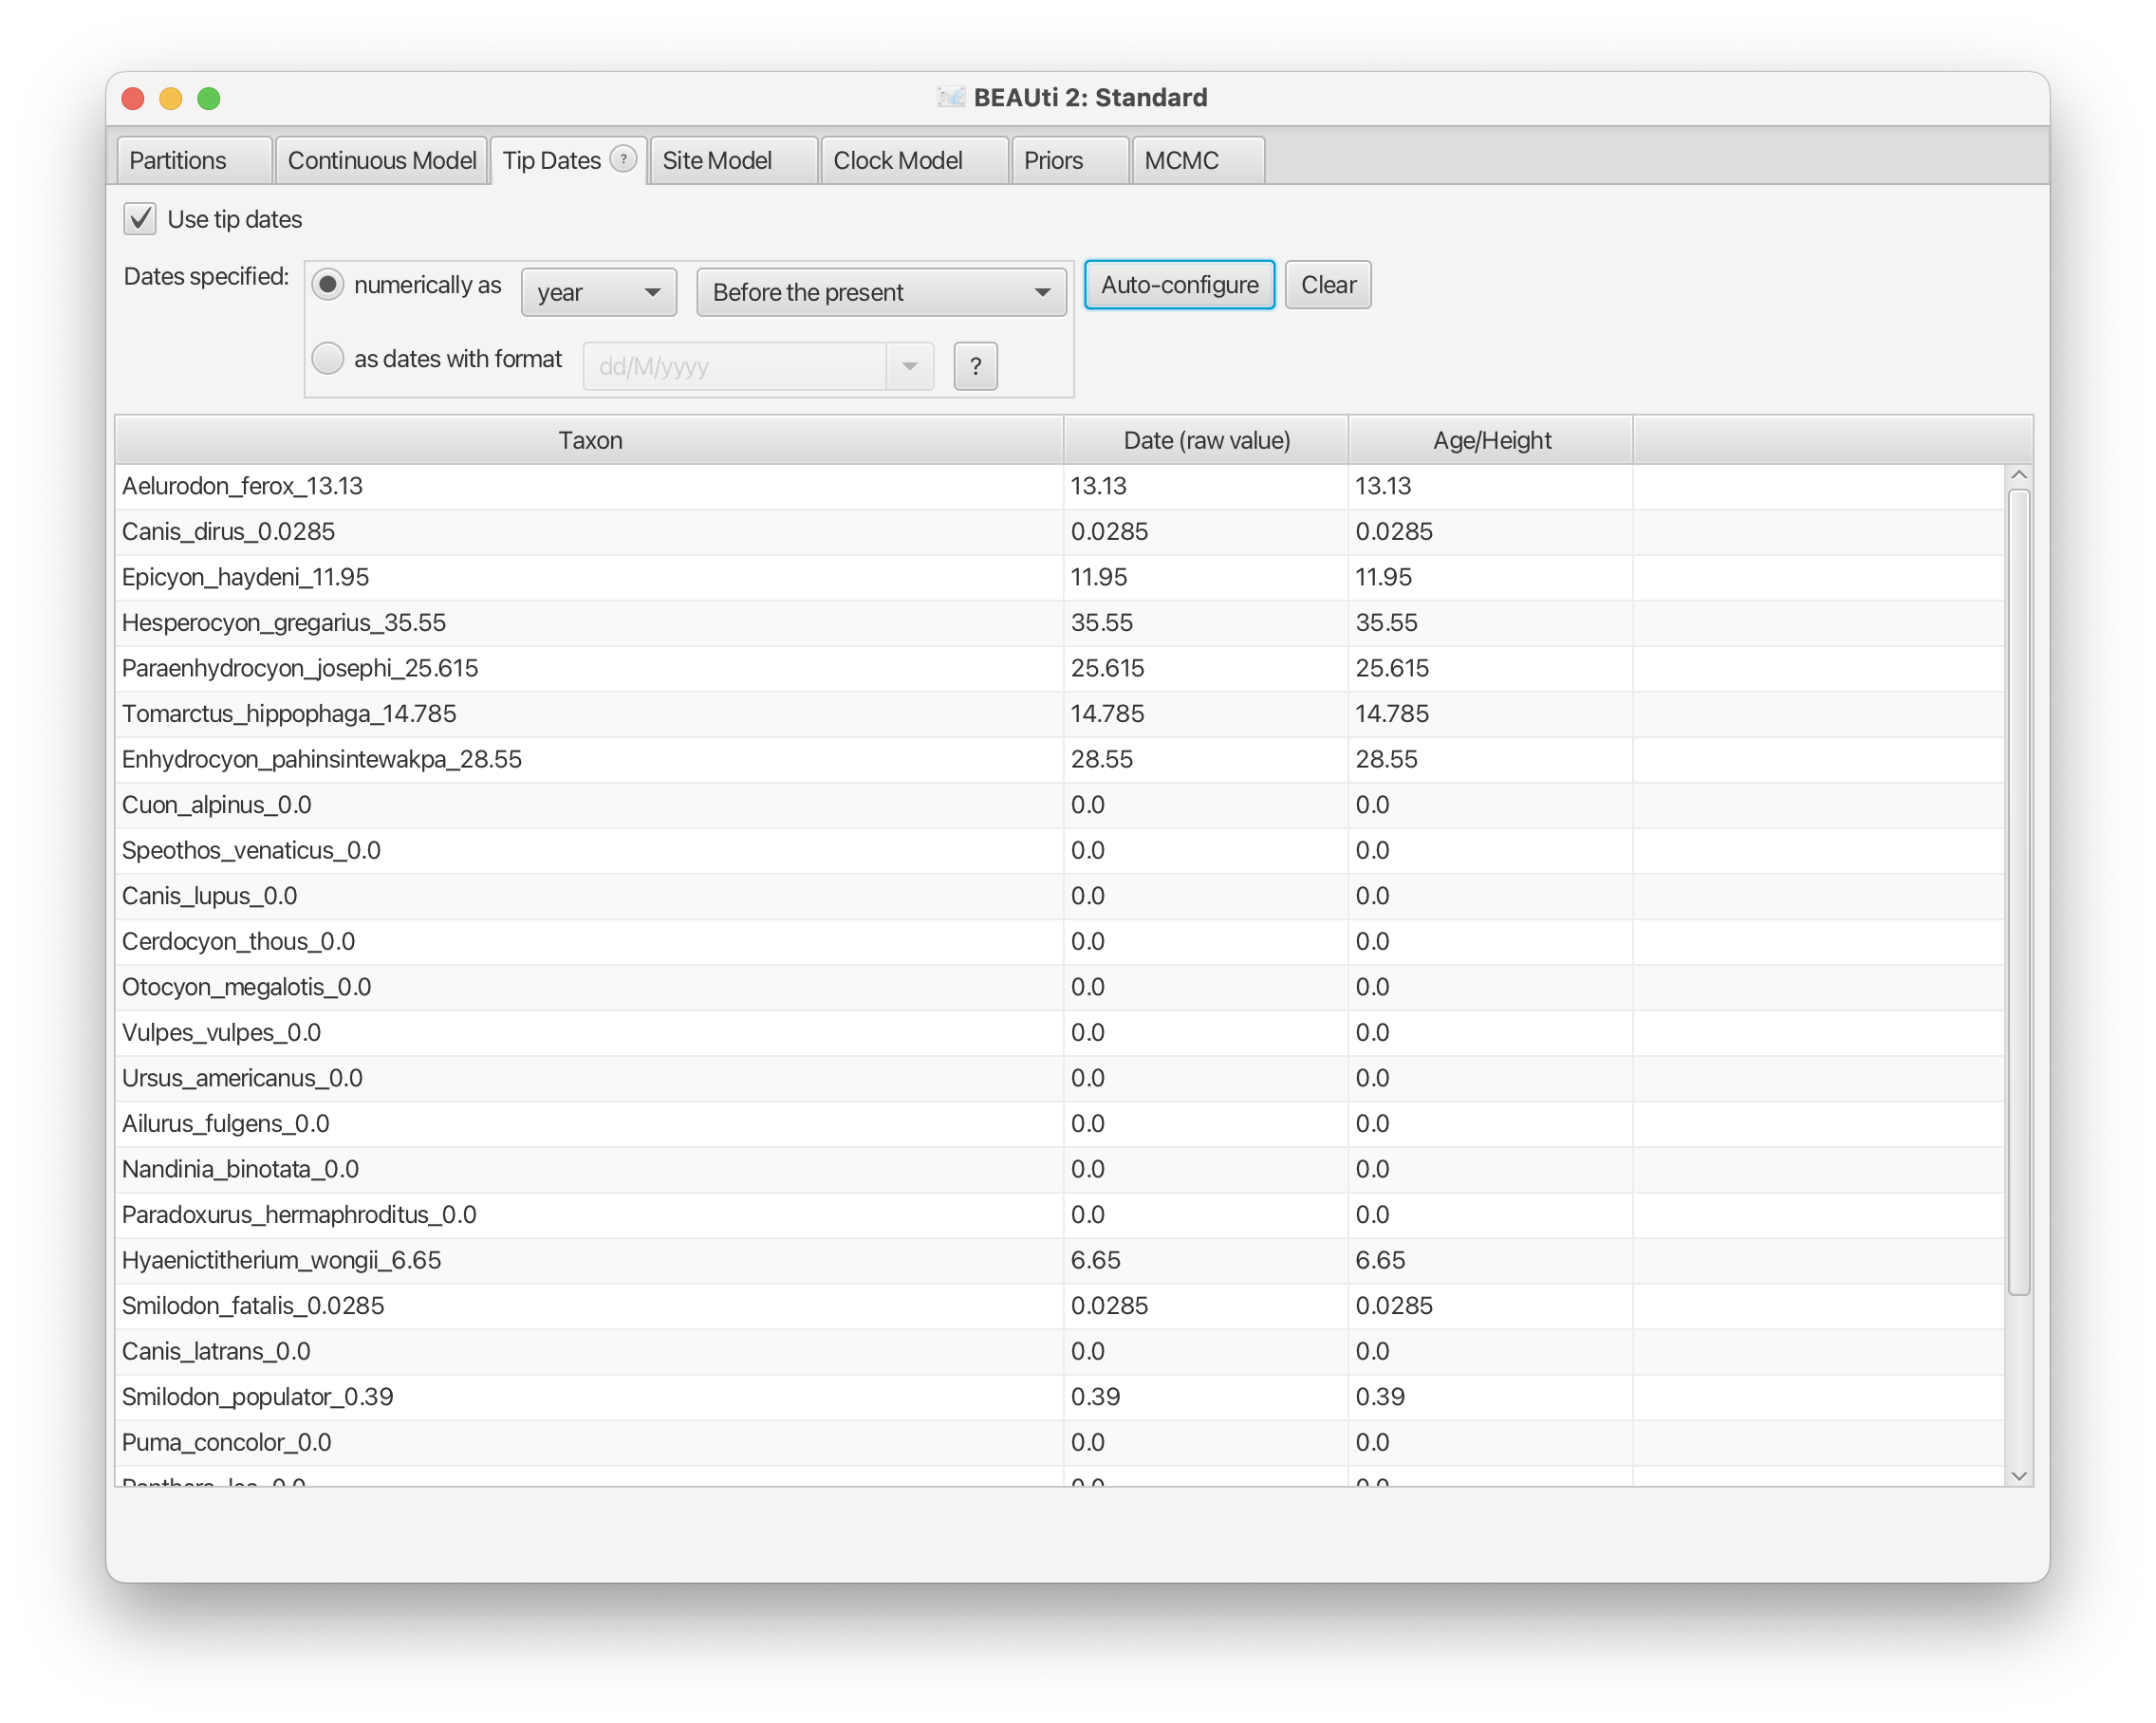 BEAUti 2: Standard
Partitions Continuous Model Tip Dates ? Site Model Clock Model Priors MCMC
Use tip dates
Dates specified: numerically as year Before the present Auto-configure Clear
as dates with format dd/M/yyyy ?
Taxon Date (raw value) Age/Height
Aelurodon_ferox_13.13 13.13 13.13
Canis_dirus_0.0285 0.0285 0.0285
Epicyon_haydeni_11.95 11.95 11.95
Hesperocyon_gregarius_35.55 35.55 35.55
Paraenhydrocyon_josephi_25.615 25.615 25.615
Tomarctus_hippophaga_14.785 14.785 14.785
Enhydrocyon_pahinsintewakpa_28.55 28.55 28.55
Cuon_alpinus_0.0 0.0 0.0
Speothos_venaticus_0.0 0.0 0.0
Canis_lupus_0.0 0.0 0.0
Cerdocyon_thous_0.0 0.0 0.0
Otocyon_megalotis_0.0 0.0 0.0
Vulpes_vulpes_0.0 0.0 0.0
Ursus_americanus_0.0 0.0 0.0
Ailurus_fulgens_0.0 0.0 0.0
Nandinia_binotata_0.0 0.0 0.0
Paradoxurus_hermaphroditus_0.0 0.0 0.0
Hyaenictitherium_wongii_6.65 6.65 6.65
Smilodon_fatalis_0.0285 0.0285 0.0285
Canis_latrans_0.0 0.0 0.0
Smilodon_populator_0.39 0.39 0.39
Puma_concolor_0.0 0.0 0.0